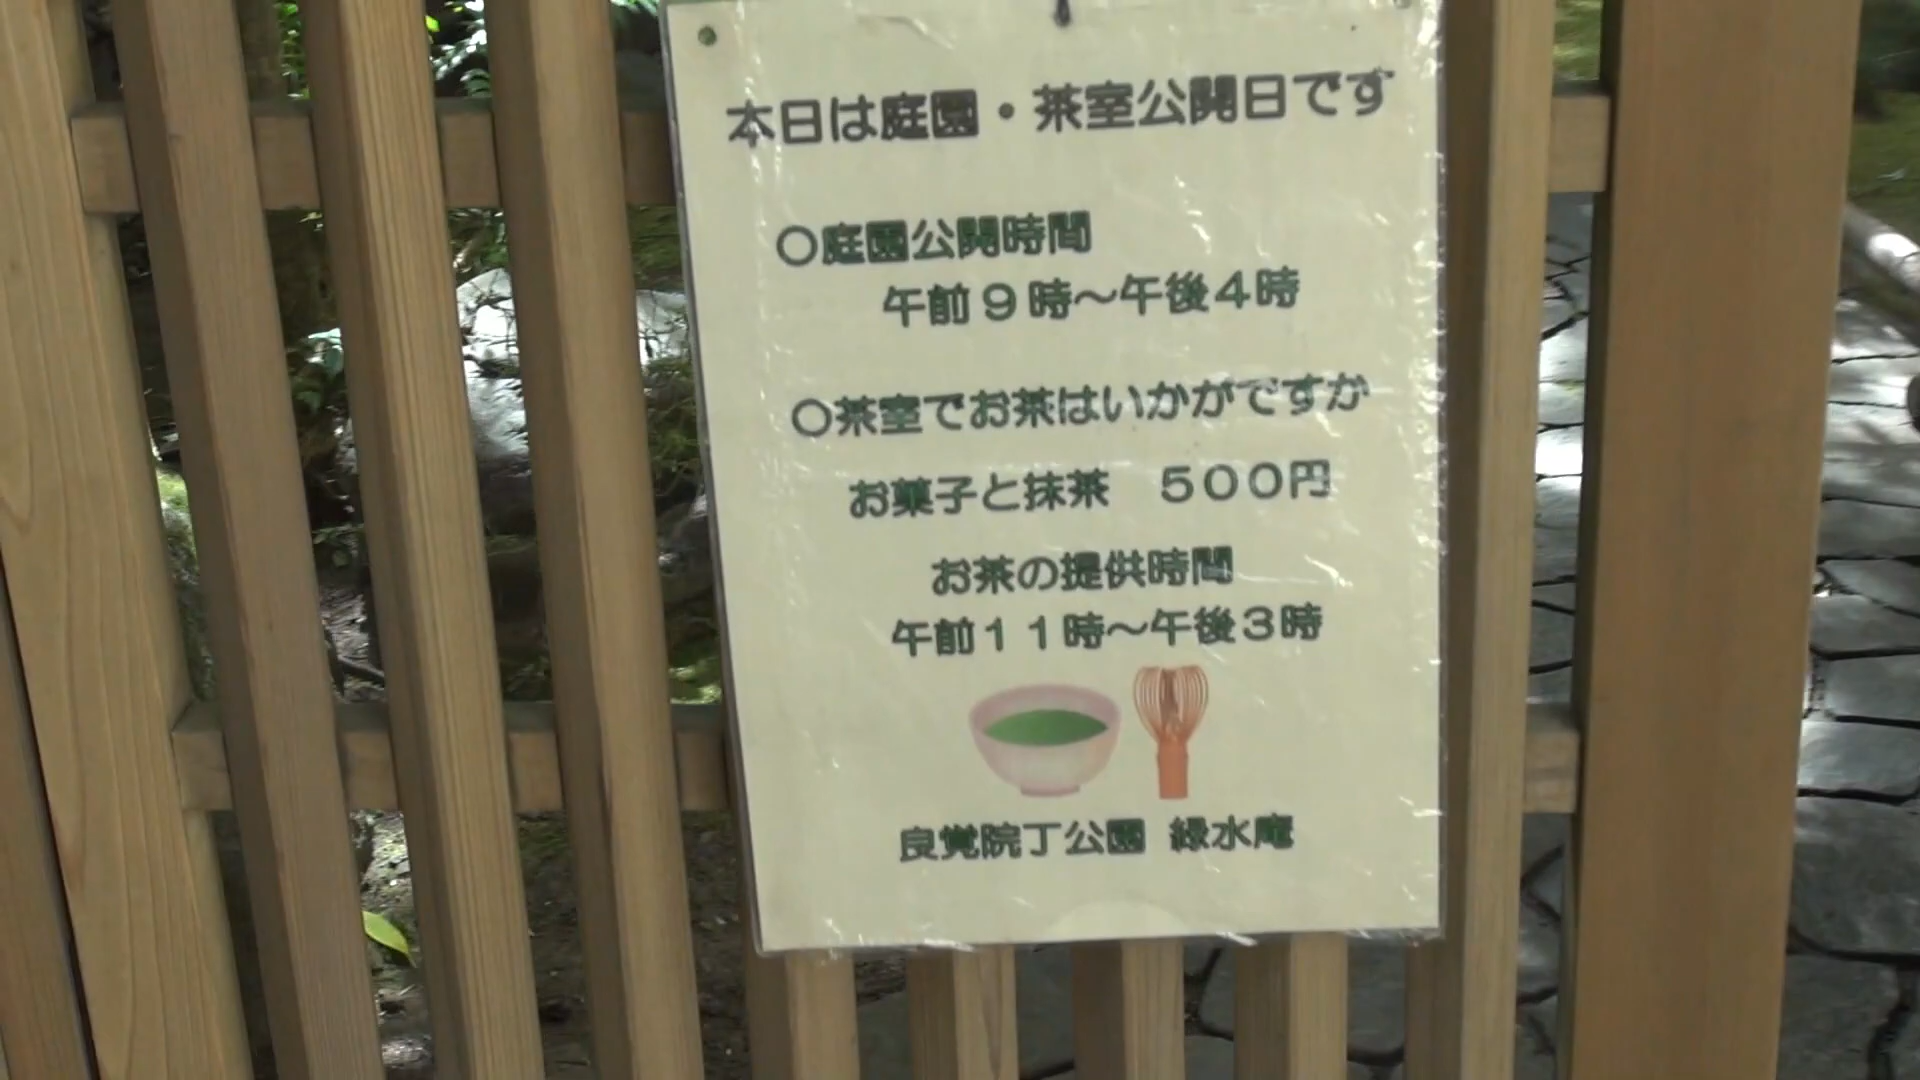 本日は庭園・茶室公開日です
〇庭園公開時間
午前９時～午後４時
〇茶室でお茶はいかがですか
お菓子と抹茶　５００円
お茶の提供時間
午前１１時～午後３時
良覚院丁公園 緑水庵